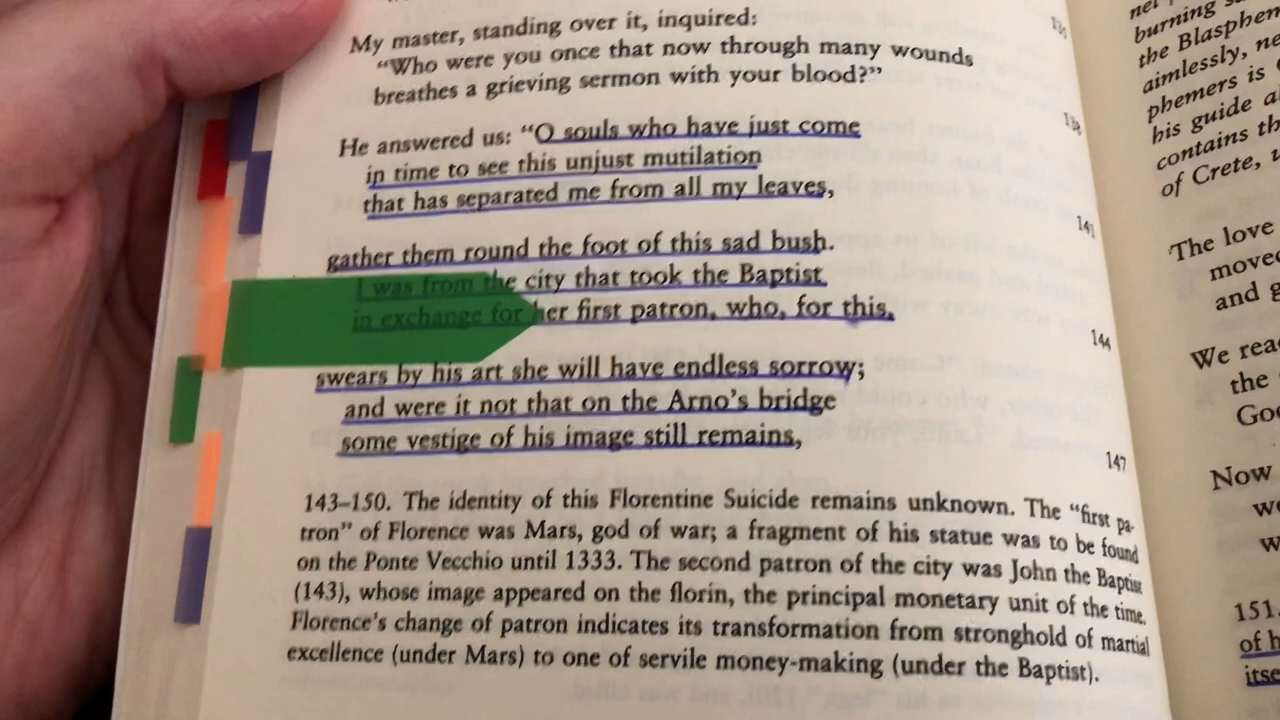 My master, standing over it, inquired:
"Who were you once that now through many wounds
breathes a grieving sermon with your blood?"
138
He answered us: "O souls who have just come
in time to see this unjust mutilation
that has separated me from all my leaves,
141
gather them round the foot of this sad bush.
I was from the city that took the Baptist
in exchange for her first patron, who, for this,
144
swears by his art she will have endless sorrow;
and were it not that on the Arno's bridge
some vestige of his image still remains,
147
143–150. The identity of this Florentine Suicide remains unknown. The "first pa-
tron" of Florence was Mars, god of war; a fragment of his statue was to be found
on the Ponte Vecchio until 1333. The second patron of the city was John the Baptist
(143), whose image appeared on the florin, the principal monetary unit of the time.
Florence's change of patron indicates its transformation from stronghold of martial
excellence (under Mars) to one of servile money-making (under the Baptist).
burning
the Blasphem
aimlessly, ne
phemers is
his guide a
contains th
of Crete, u
The love
move
and g
We rea
the
Go
Now
w
w
151.
of h
itse